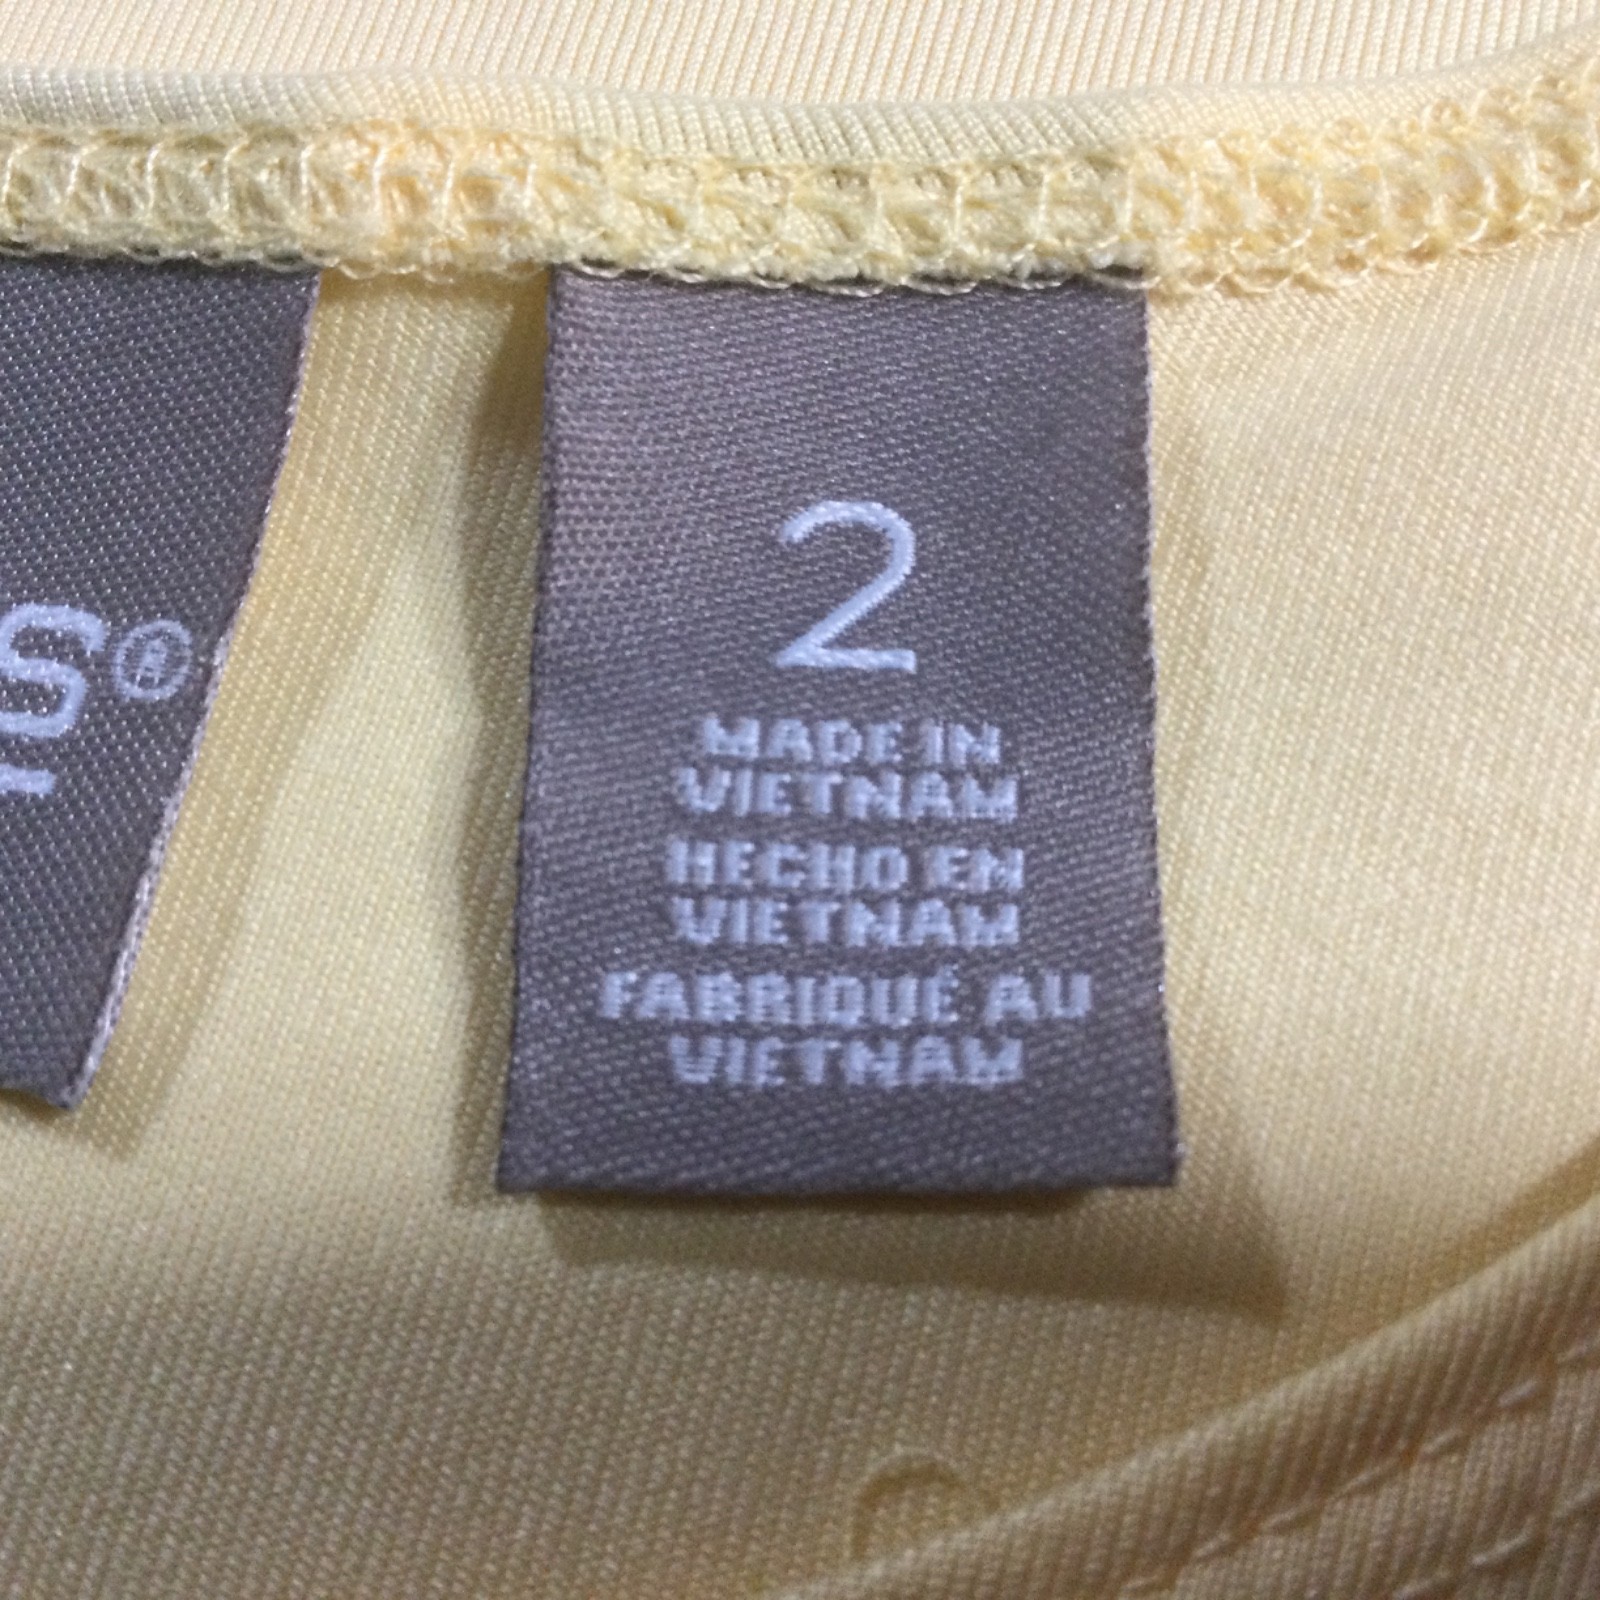 S®
2
MADE IN
VIETNAM
HECHO EN
VIETNAM
FABRIQUÉ AU
VIETNAM